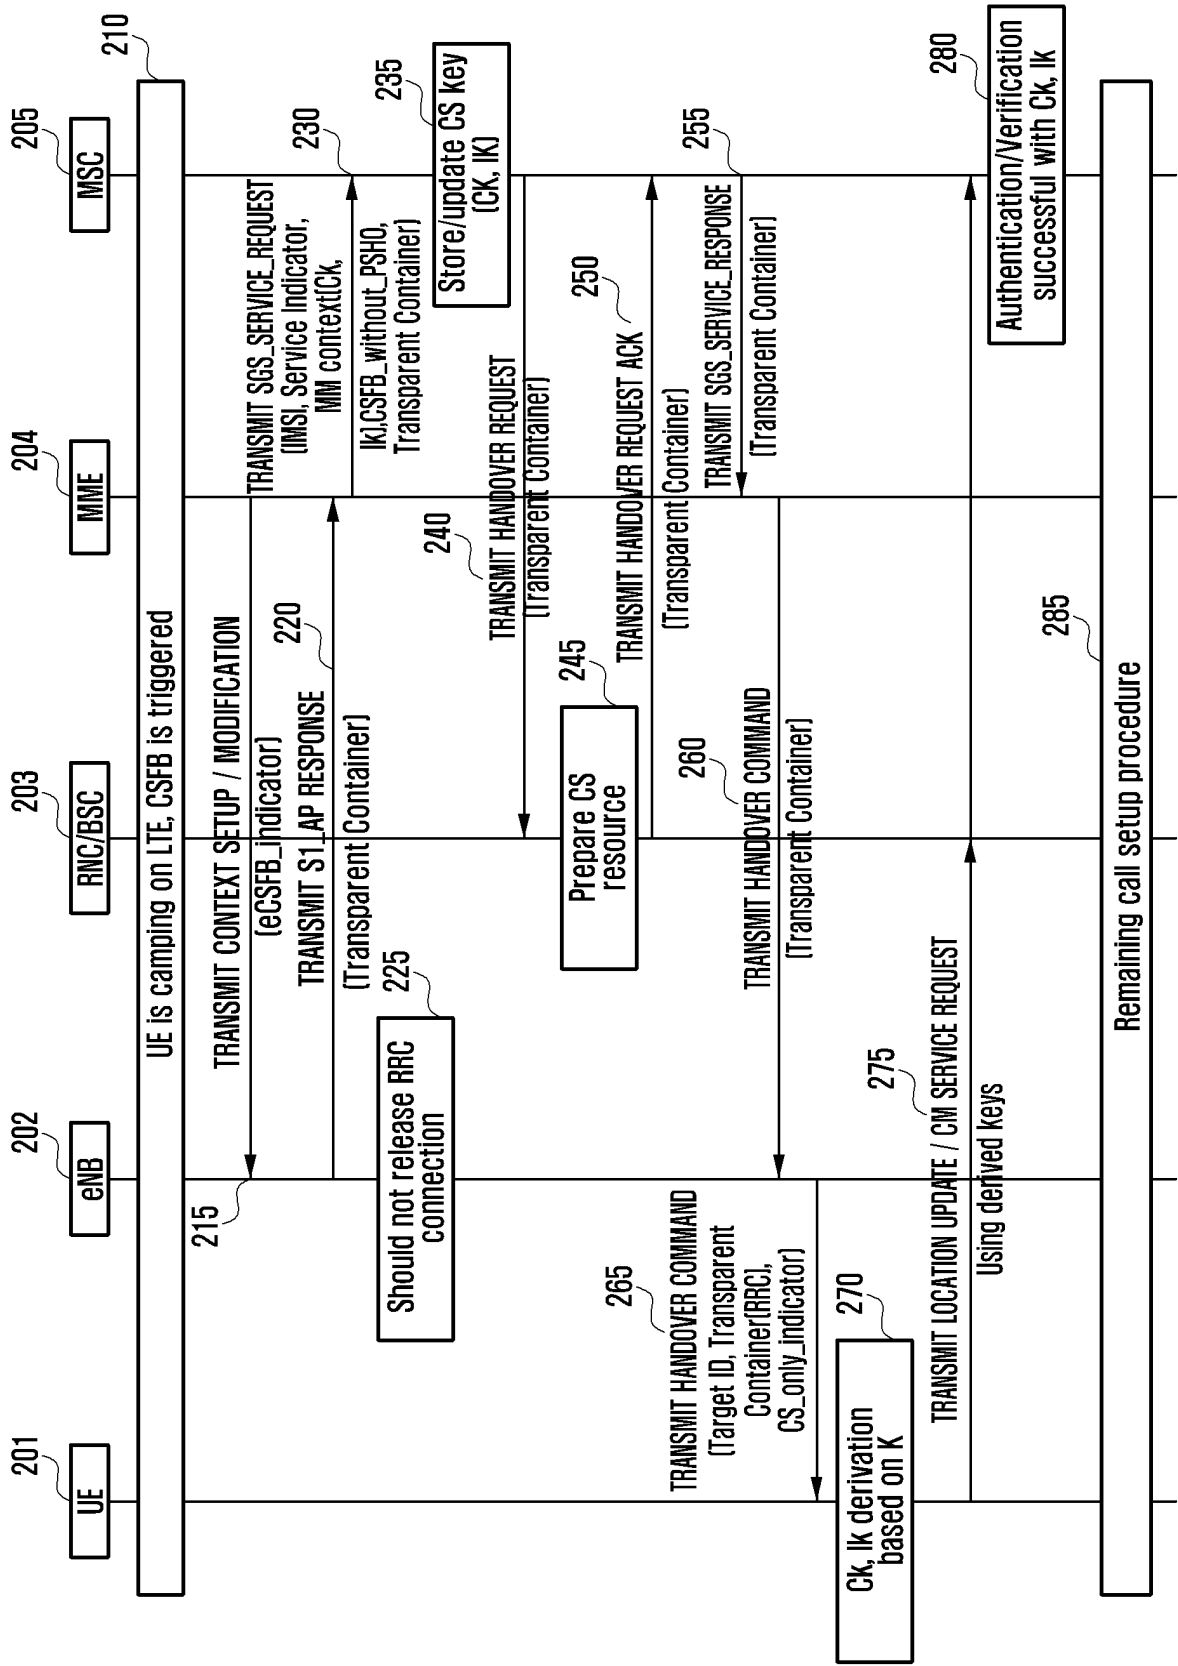 201
202
203
204
205
UE
eNB
RNC/BSC
MME
MSC
210
UE is camping on LTE, CSFB is triggered
215
TRANSMIT CONTEXT SETUP / MODIFICATION
(eCSFB_indicator)
TRANSMIT S1_AP RESPONSE
220
(Transparent Container)
225
Should not release RRC
connection
TRANSMIT SGS_SERVICE_REQUEST
(IMSI, Service Indicator,
MM context(CK,
230
IK),CSFB_without_PSHO,
Transparent Container)
235
Store/update CS key
(CK, IK)
240
TRANSMIT HANDOVER REQUEST
(Transparent Container)
245
Prepare CS
resource
250
TRANSMIT HANDOVER REQUEST ACK
(Transparent Container)
255
TRANSMIT SGS_SERVICE_RESPONSE
(Transparent Container)
260
TRANSMIT HANDOVER COMMAND
(Transparent Container)
265
TRANSMIT HANDOVER COMMAND
(Target ID, Transparent
Container(RRC),
CS_only_indicator)
270
CK, IK derivation
based on K
275
TRANSMIT LOCATION UPDATE / CM SERVICE REQUEST
Using derived keys
280
Authentication/Verification
successful with CK, IK
285
Remaining call setup procedure